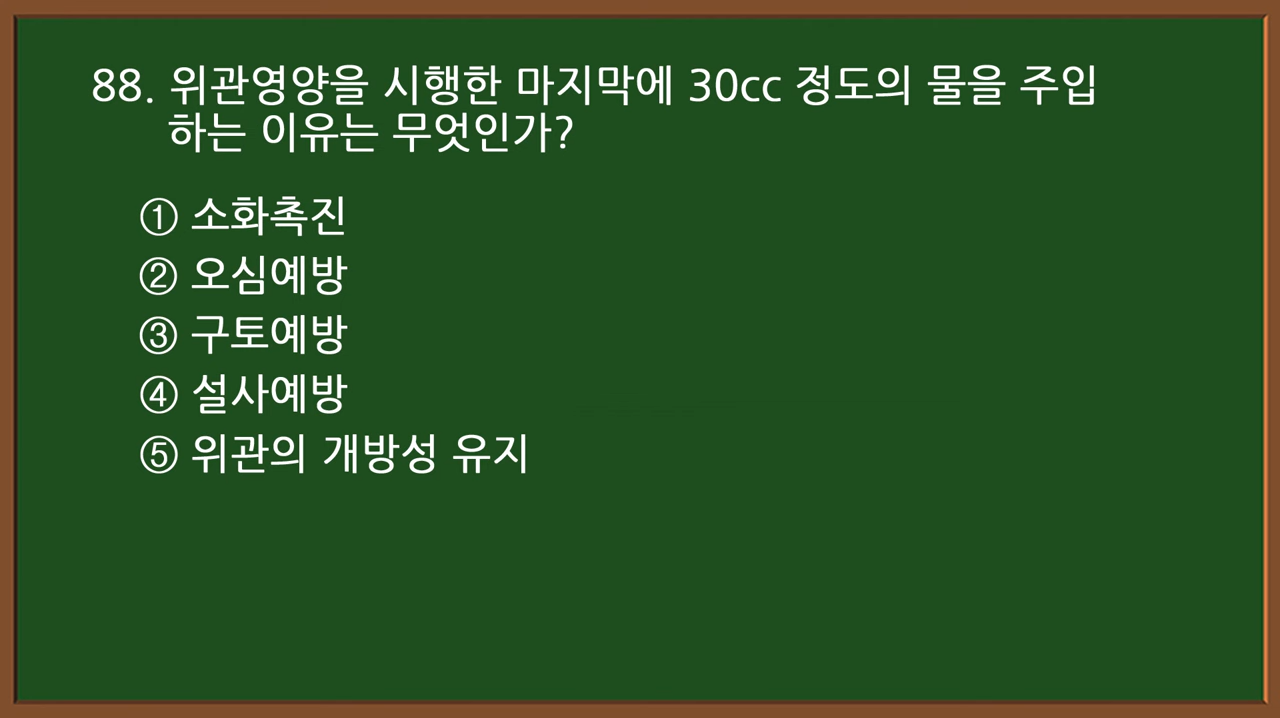 88. 위관영양을 시행한 마지막에 30cc 정도의 물을 주입
하는 이유는 무엇인가?
① 소화촉진
② 오심예방
③ 구토예방
④ 설사예방
⑤ 위관의 개방성 유지